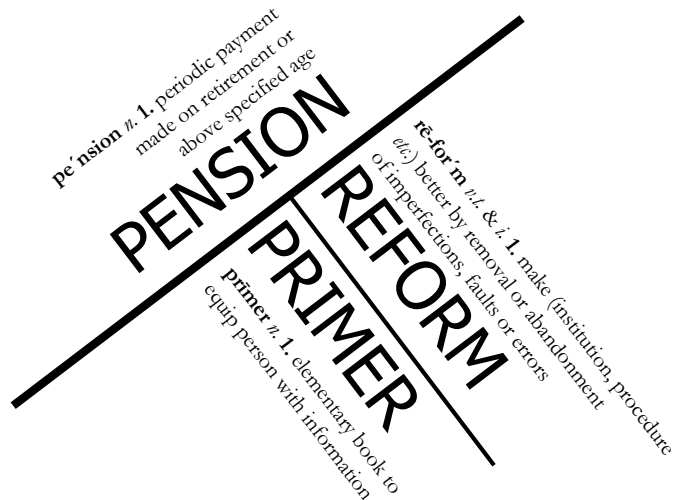 pe´nsion n. 1. periodic payment
made on retirement or
above specified age
PENSION
rē-for´m v.t. & i. 1. make (institution, procedure
etc.) better by removal or abandonment
of imperfections, faults or errors
REFORM
PRIMER
primer n. 1. elementary book to
equip person with information